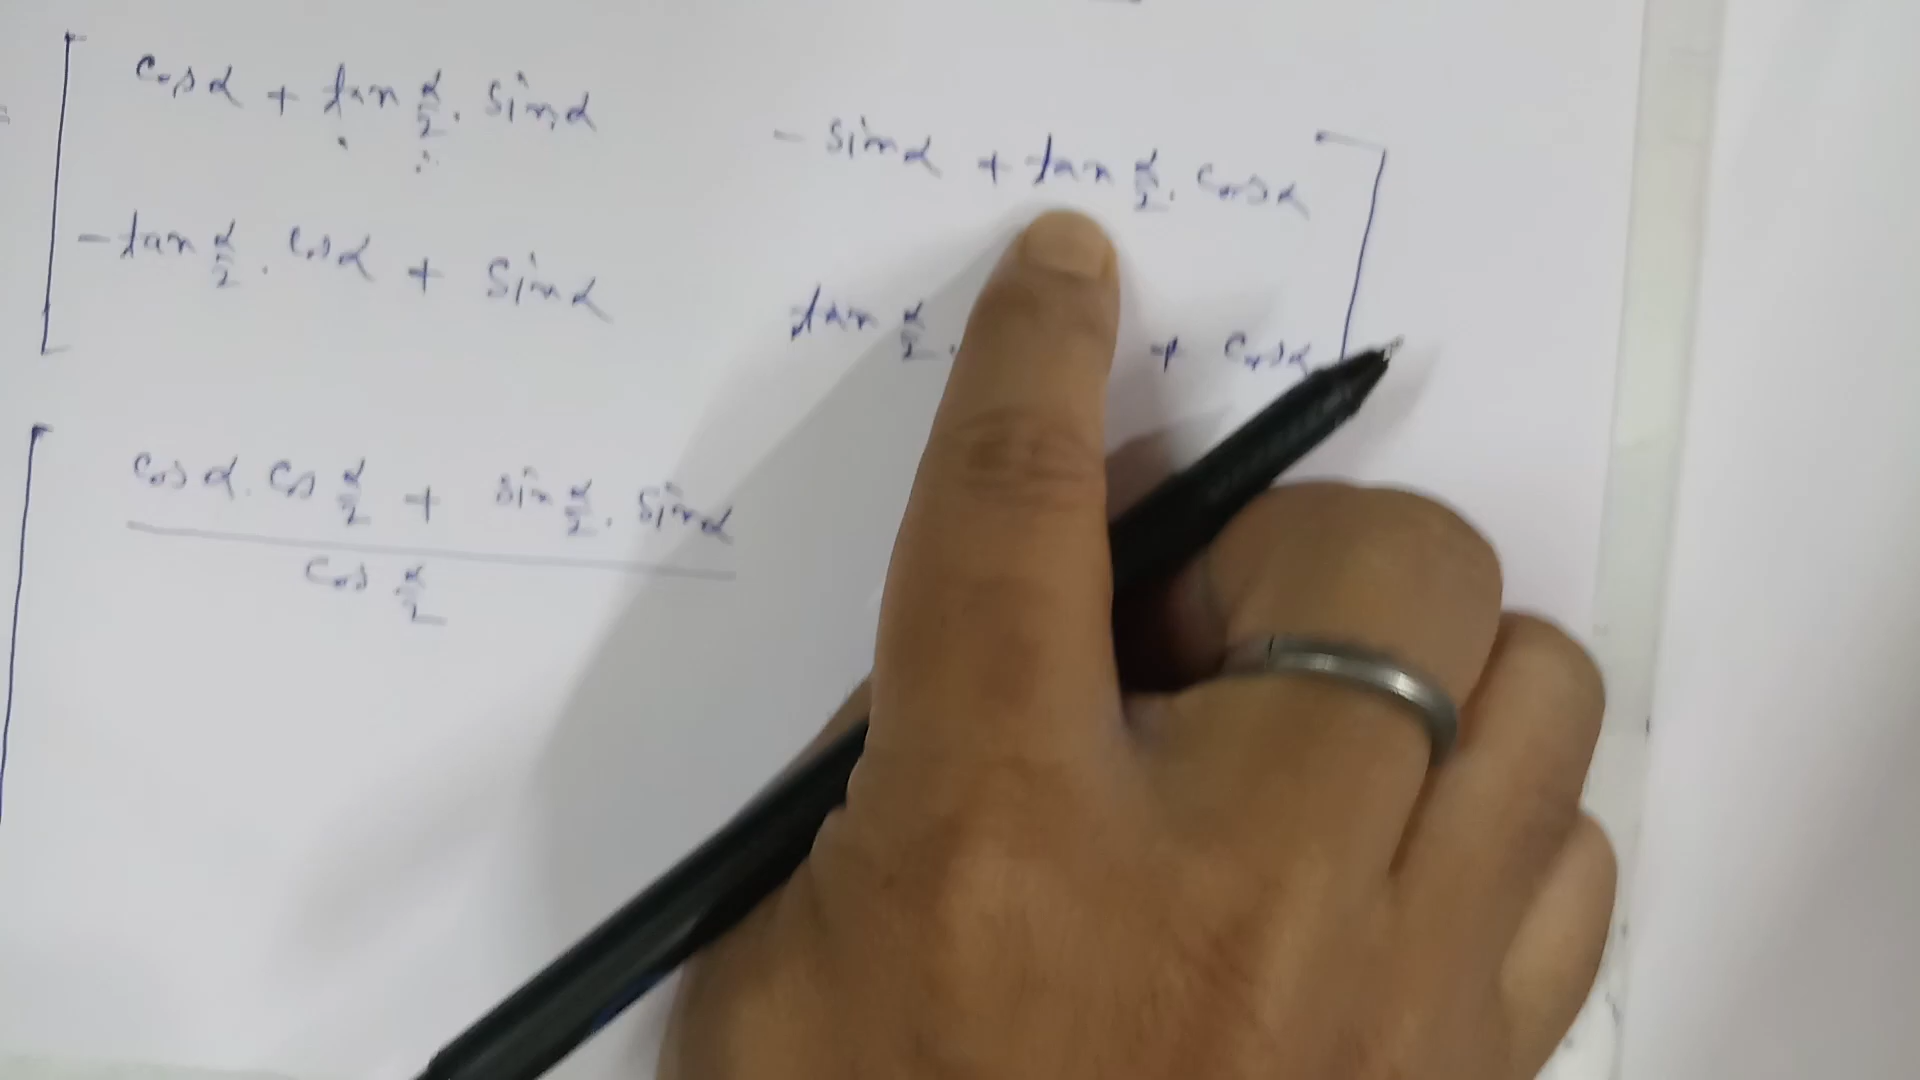 cos α + tan α/2 . sin α    - sin α + tan α/2 . cos α
- tan α/2 . cos α + sin α    tan α/2 . + cos α
cos α . cos α/2 + sin α/2 . sin α
cos α/2